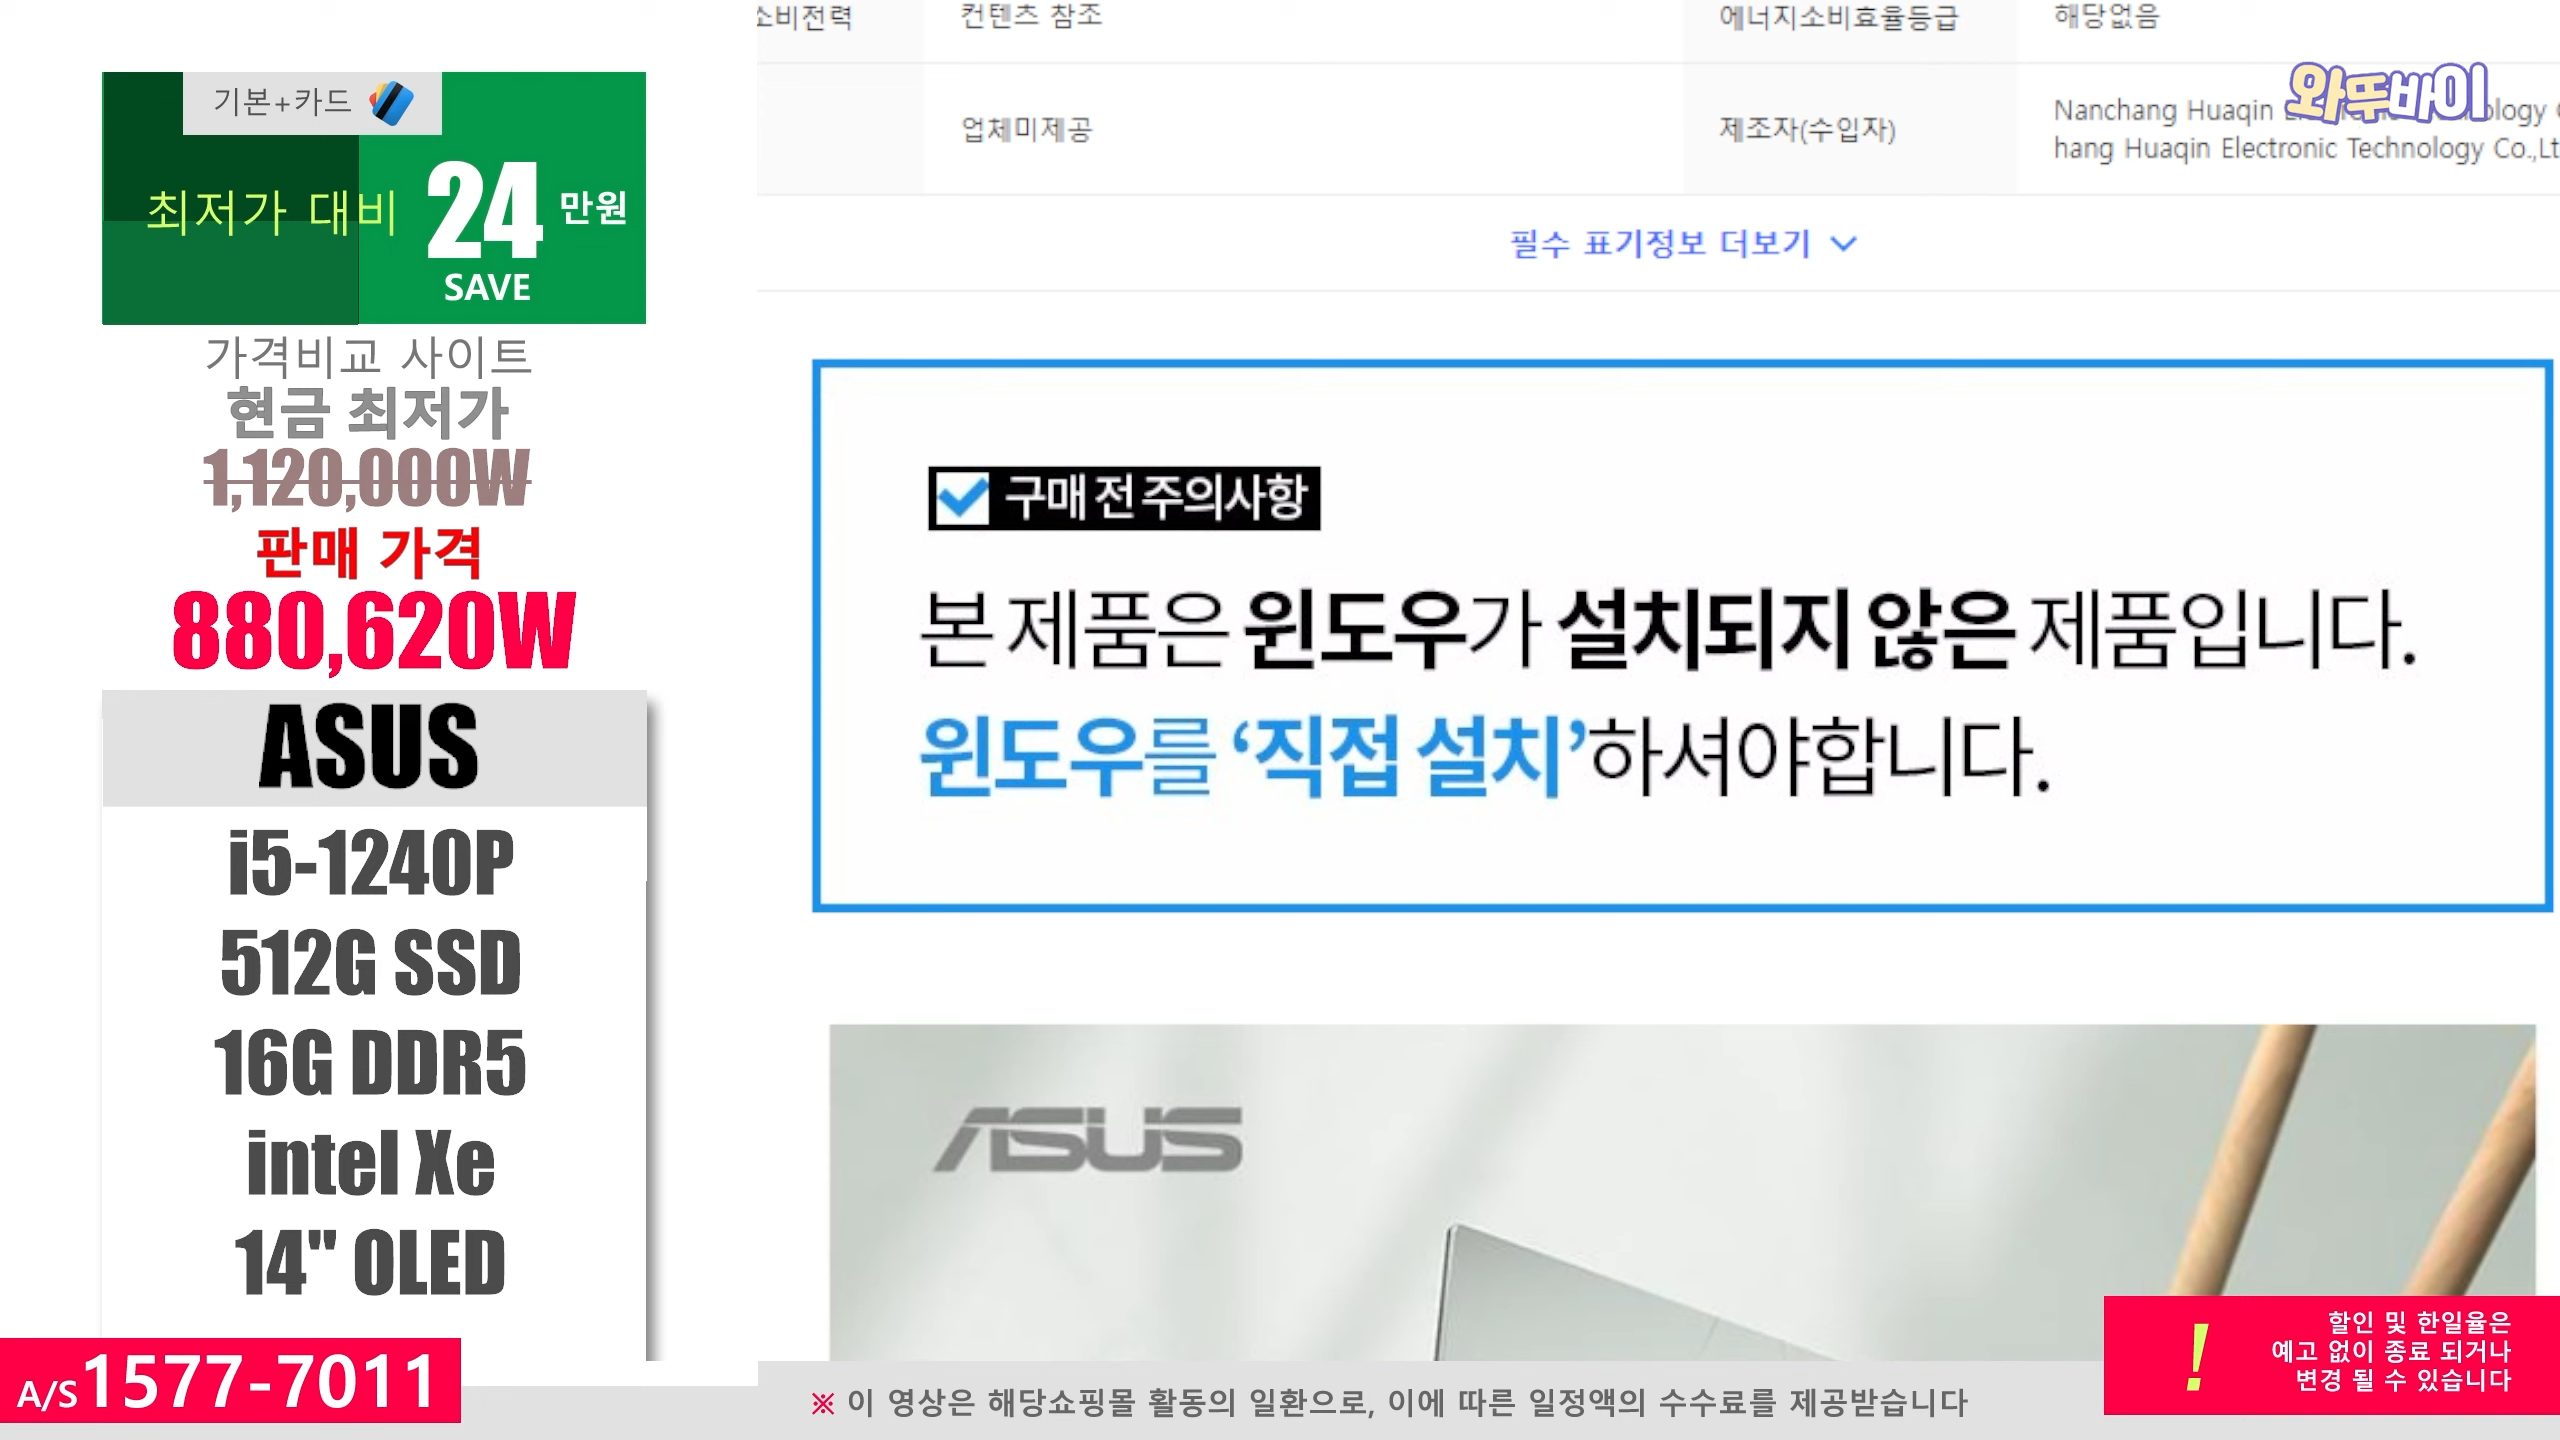 기본+카드
최저가 대비 24 만원
SAVE
가격비교 사이트
현금 최저가
1,120,000W
판매 가격
880,620W
ASUS
i5-1240P
512G SSD
16G DDR5
intel Xe
14" OLED
A/S 1577-7011
소비전력 컨텐츠 참조 에너지소비효율등급 해당없음
와뚜바이
업체미제공 제조자(수입자) Nanchang Huaqin
hang Huaqin Electronic Technology Co.,Lt
필수 표기정보 더보기
구매 전 주의사항
본 제품은 윈도우가 설치되지 않은 제품입니다.
윈도우를 ‘직접 설치’하셔야합니다.
ASUS
※ 이 영상은 해당쇼핑몰 활동의 일환으로, 이에 따른 일정액의 수수료를 제공받습니다
! 할인 및 한일율은
예고 없이 종료 되거나
변경 될 수 있습니다